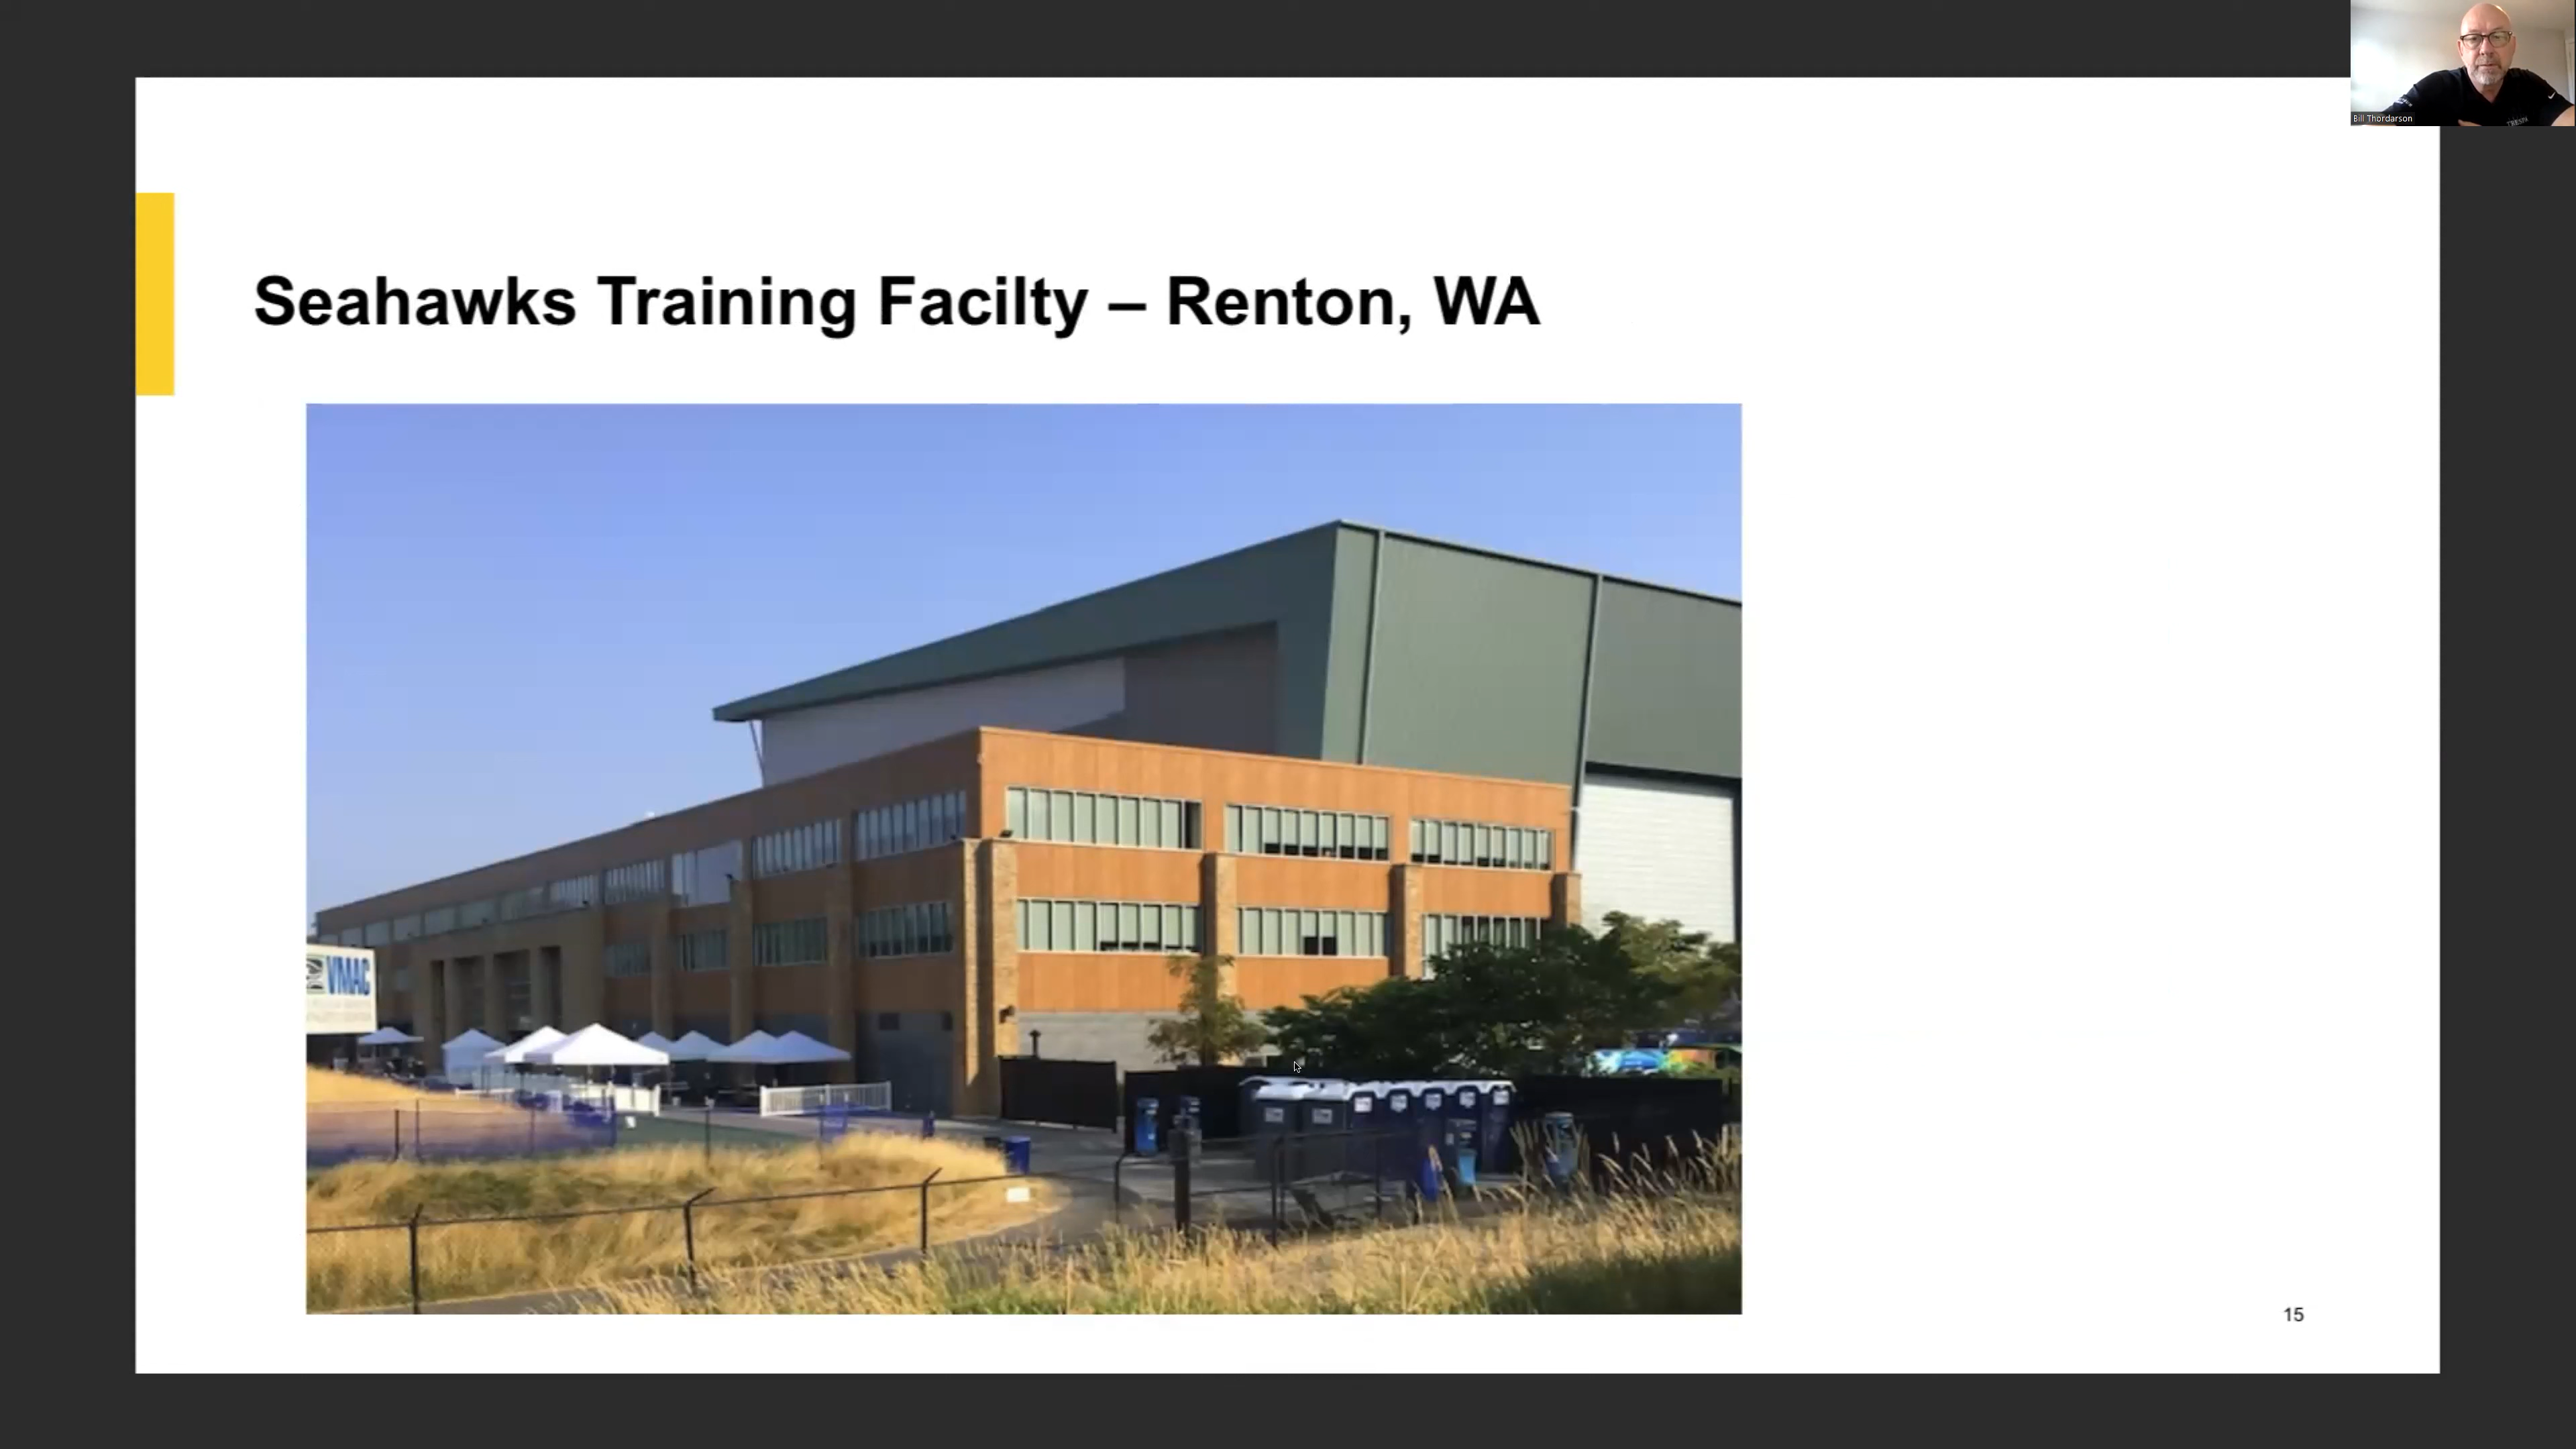 Bill Thordarson
Seahawks Training Facilty – Renton, WA
VMAC
15